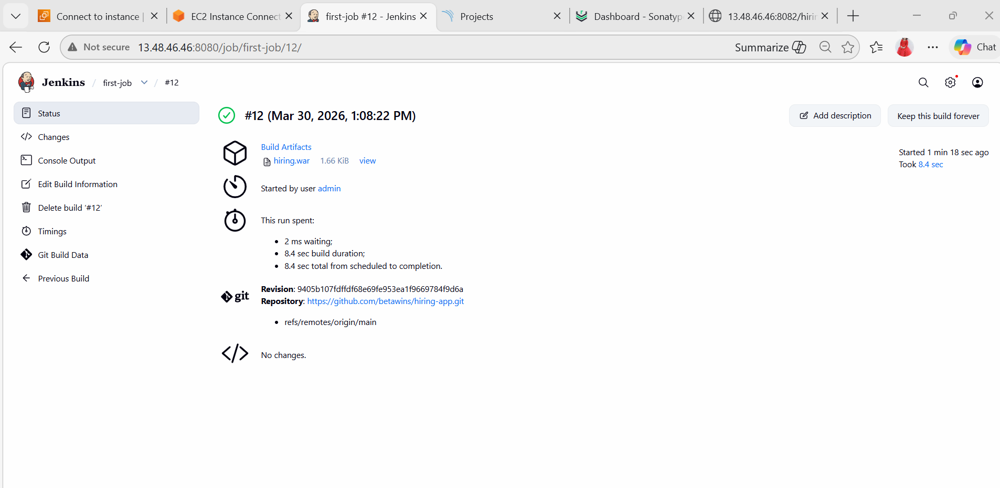 Connect to instance |
EC2 Instance Connect
first-job #12 - Jenkins
Projects
Dashboard - Sonatyp
13.48.46.46:8082/hirin
Not secure
13.48.46.46:8080/job/first-job/12/
Summarize
Chat
Jenkins / first-job / #12
Status
Changes
Console Output
Edit Build Information
Delete build ‘#12’
Timings
Git Build Data
Previous Build
#12 (Mar 30, 2026, 1:08:22 PM)
Add description
Keep this build forever
Started 1 min 18 sec ago
Took 8.4 sec
Build Artifacts
hiring.war 1.66 KiB view
Started by user admin
This run spent:
2 ms waiting;
8.4 sec build duration;
8.4 sec total from scheduled to completion.
git
Revision: 9405b107fdffdf68e69fe953ea1f9669784f9d6a
Repository: https://github.com/betawins/hiring-app.git
refs/remotes/origin/main
No changes.